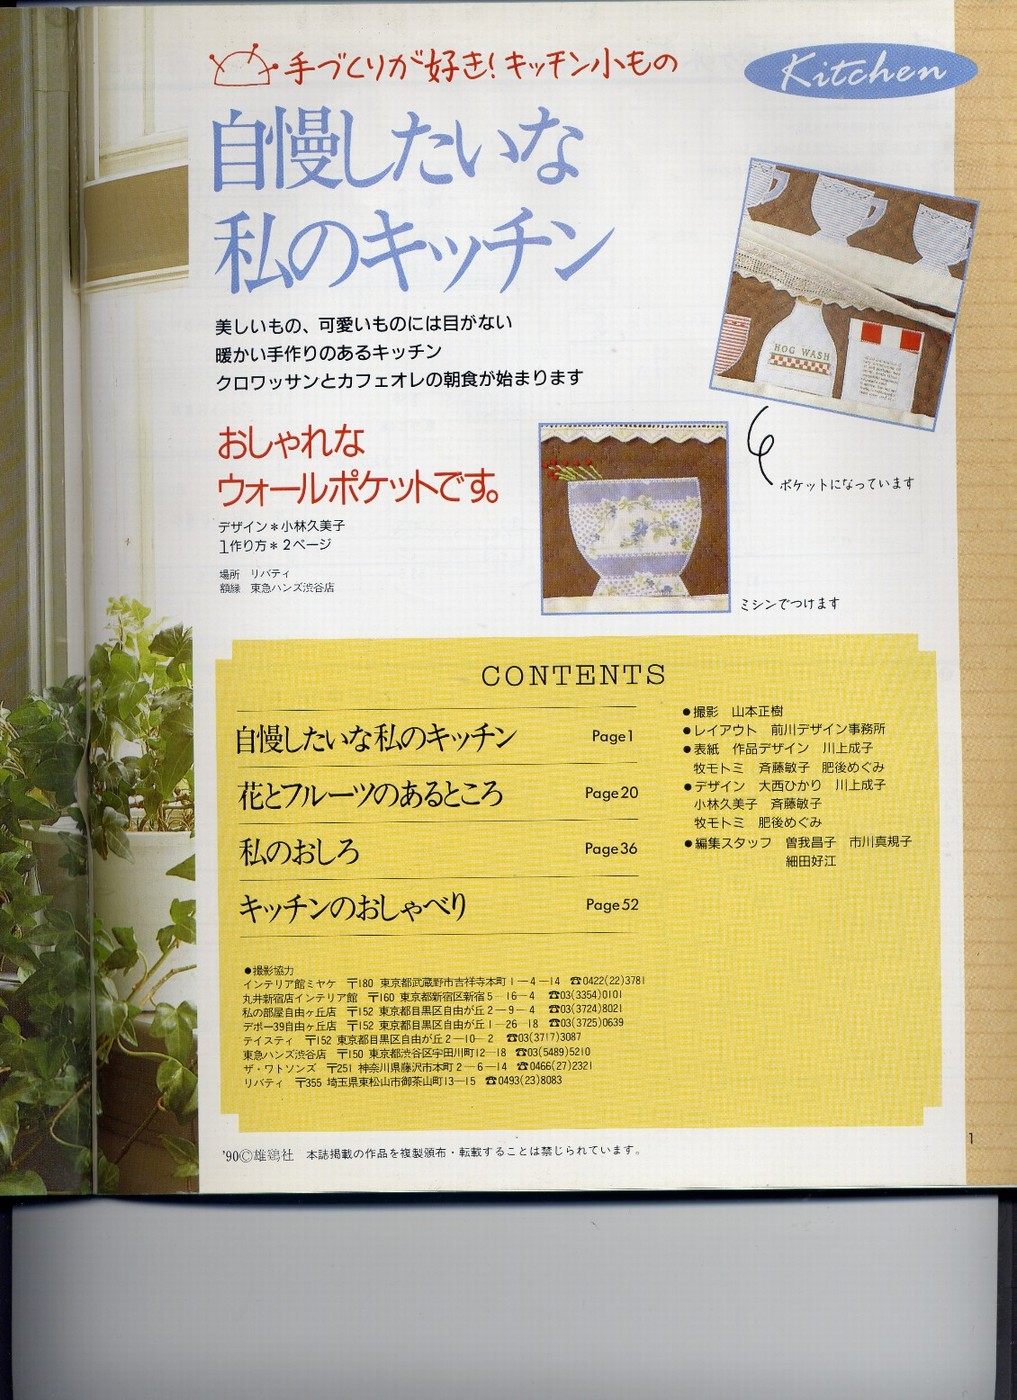 手づくりが好き!キッチン小もの
Kitchen
自慢したいな
私のキッチン
美しいもの、可愛いものには目がない
暖かい手作りのあるキッチン
クロワッサンとカフェオレの朝食が始まります
HOG WASH
おしゃれな
ウォールポケットです。
ポケットになっています
デザイン＊小林久美子
1作り方＊2ページ
場所　リバティ
額縁　東急ハンズ渋谷店
ミシンでつけます
CONTENTS
自慢したいな私のキッチン Page1
花とフルーツのあるところ Page20
私のおしろ Page36
キッチンのおしゃべり Page52
●撮影　山本正樹
●レイアウト　前川デザイン事務所
●表紙　作品デザイン　川上成子
牧モトミ　斉藤敏子　肥後めぐみ
●デザイン　大西ひかり　川上成子
小林久美子　斉藤敏子
牧モトミ　肥後めぐみ
●編集スタッフ　曽我昌子　市川真規子
細田好江
●撮影協力
インテリア館ミヤケ　〒180 東京都武蔵野市吉祥寺本町1－4－14　☎0422(22)3781
丸井新宿店インテリア館　〒160 東京都新宿区新宿5－16－4　☎03(3354)0101
私の部屋自由ヶ丘店　〒152 東京都目黒区自由が丘2－9－4　☎03(3724)8021
デポー39自由ヶ丘店　〒152 東京都目黒区自由が丘1－26－18　☎03(3725)0639
テイスティ　〒152 東京都目黒区自由が丘2－10－2　☎03(3717)3087
東急ハンズ渋谷店　〒150 東京都渋谷区宇田川町12－18　☎03(5489)5210
ザ・ワトソンズ　〒251 神奈川県藤沢市本町2－6－14　☎0466(27)2321
リバティ　〒355 埼玉県東松山市御茶山町13－15　☎0493(23)8083
1
'90©雄鶏社　本誌掲載の作品を複製頒布・転載することは禁じられています。